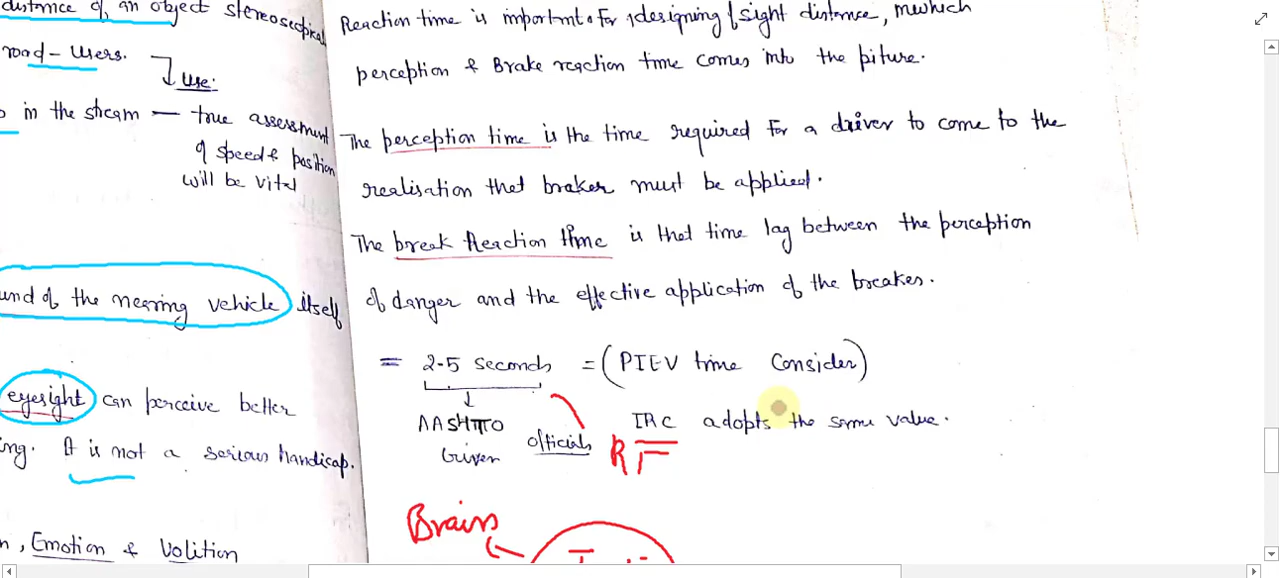 distance of, an object stereosectpical
road-users.
Use:
in the stream — true assessment
of speed & position
will be vital
und of the nearing vehicle itself
eyesight can perceive better
ing. It is not a serious handicap.
n, Emotion & Volition
Reaction time is important. For designing sight distance, which
perception & Brake reaction time comes into the piture.
The perception time is the time required for a driver to come to the
realisation that braker must be applied.
The break Reaction time is that time lag between the perception
of danger and the effective application of the breakes.
= 2-5 seconds = (PIEV time Consider)
AASHTTO officials IRC adopts the same value.
Given RF
Brain